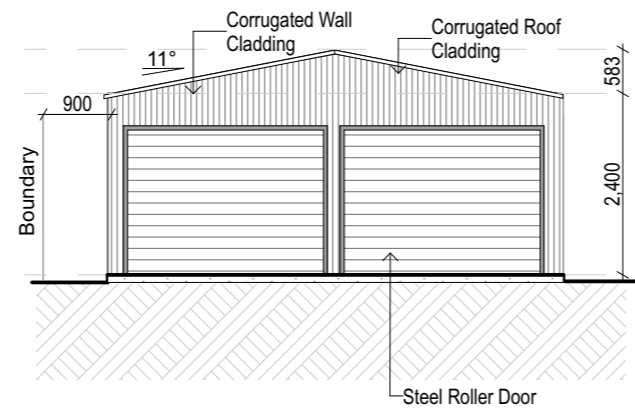 Corrugated Wall
Cladding
Corrugated Roof
Cladding
11°
583
900
Boundary
2,400
Steel Roller Door